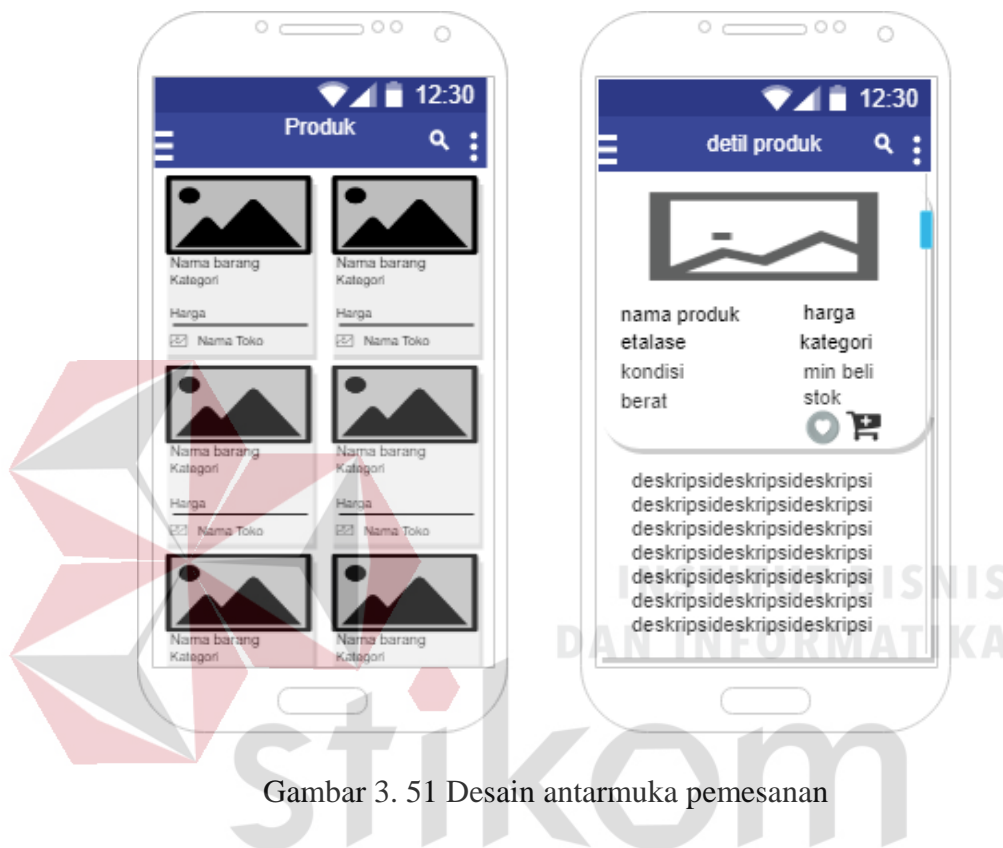 12:30
Produk
Nama barang
Kategori
Harga
Nama Toko
Nama barang
Kategori
Harga
Nama Toko
Nama barang
Kategori
Harga
Nama Toko
Nama barang
Kategori
Harga
Nama Toko
Nama barang
Kategori
Nama barang
Kategori
12:30
detil produk
nama produk harga
etalase kategori
kondisi min beli
berat stok
deskripsideskripsideskripsi
deskripsideskripsideskripsi
deskripsideskripsideskripsi
deskripsideskripsideskripsi
deskripsideskripsideskripsi
deskripsideskripsideskripsi
deskripsideskripsideskripsi
INSTITUT BISNIS
DAN INFORMATIKA
stikom
Gambar 3. 51 Desain antarmuka pemesanan